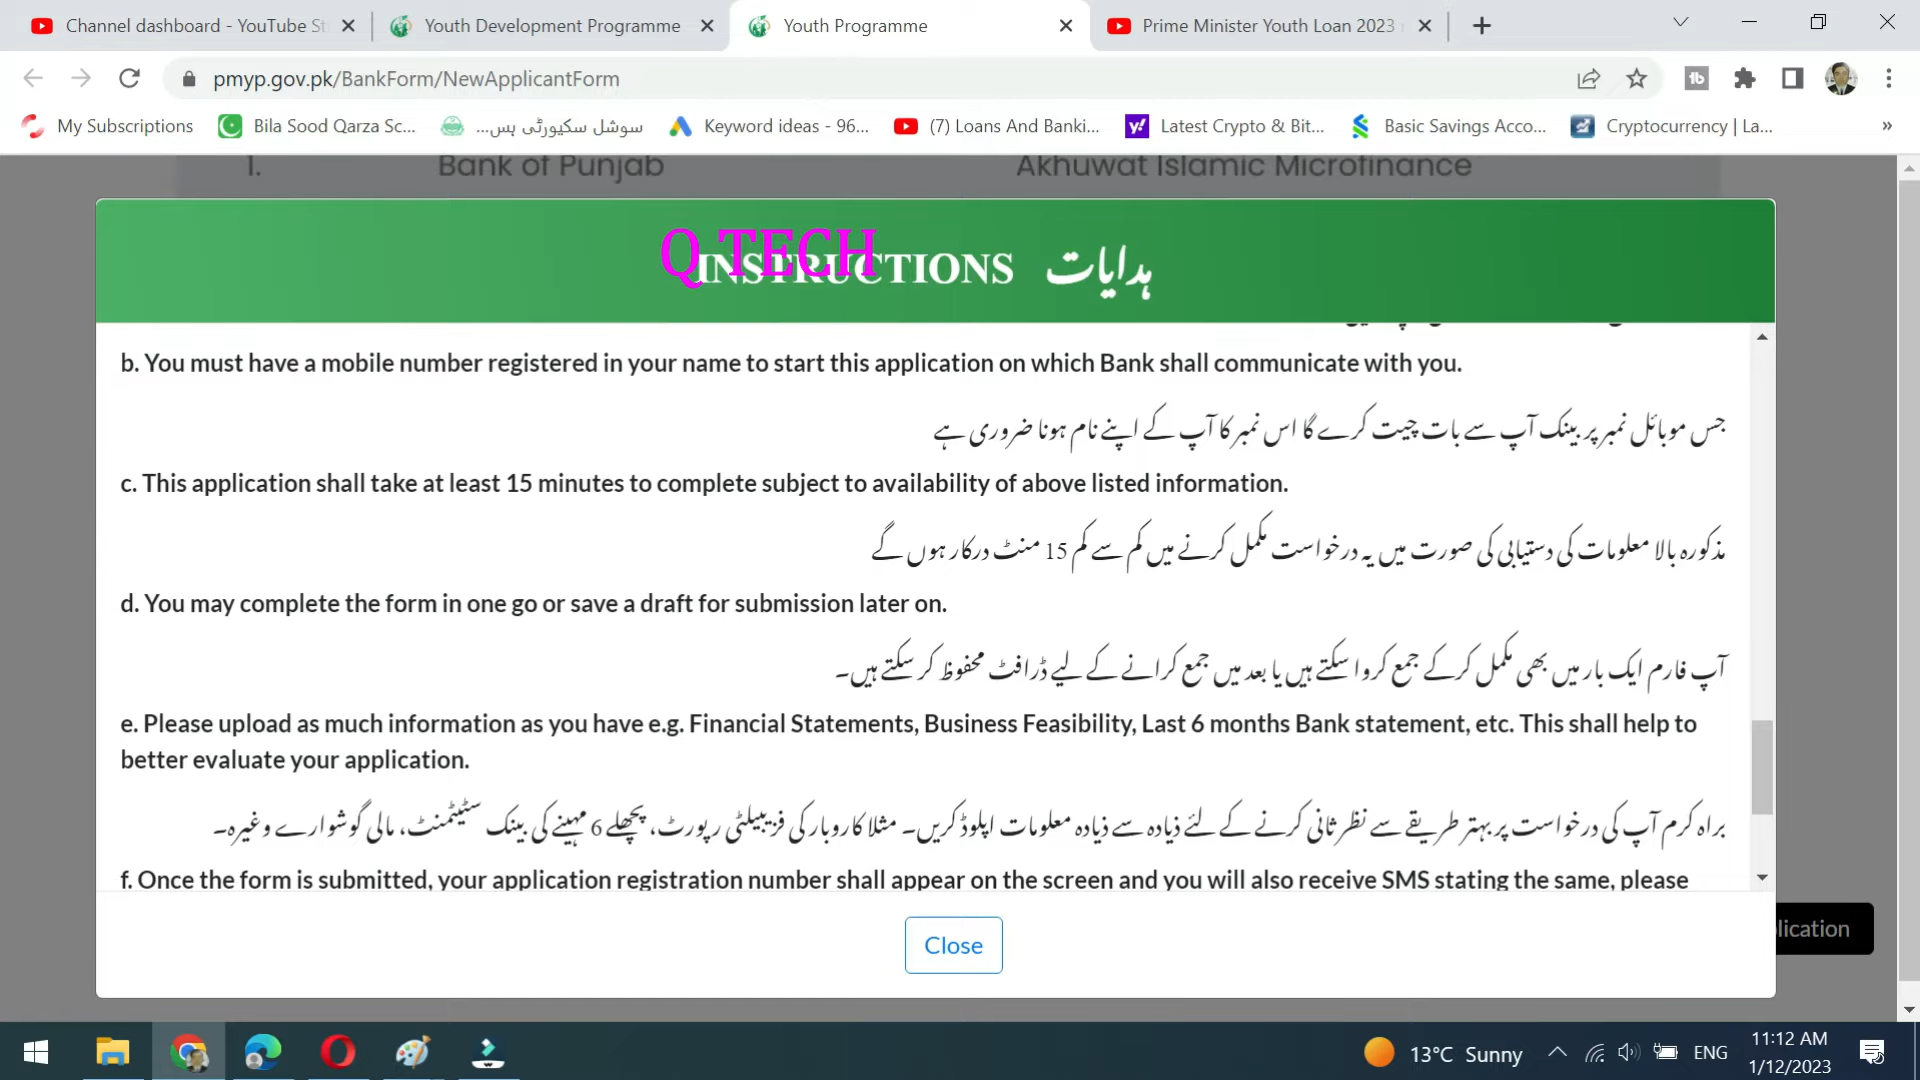 Channel dashboard - YouTube St
Youth Development Programme
Youth Programme
Prime Minister Youth Loan 2023
pmyp.gov.pk/BankForm/NewApplicantForm
My Subscriptions
Bila Sood Qarza Sc...
سوشل سکیورٹی پس...
Keyword ideas - 96...
(7) Loans And Banki...
Latest Crypto & Bit...
Basic Savings Acco...
Cryptocurrency | La...
1. Bank of Punjab Akhuwat Islamic Microfinance
Q TECH
INSTRUCTIONS ہدایات
b. You must have a mobile number registered in your name to start this application on which Bank shall communicate with you.
جس موبائل نمبر پر بینک آپ سے بات چیت کرے گا اس نمبر کا آپ کے اپنے نام ہونا ضروری ہے
c. This application shall take at least 15 minutes to complete subject to availability of above listed information.
مذکورہ بالا معلومات کی دستیابی کی صورت میں یہ درخواست مکمل کرنے میں کم سے کم 15 منٹ درکار ہوں گے
d. You may complete the form in one go or save a draft for submission later on.
آپ فارم ایک بار میں بھی مکمل کرکے جمع کروا سکتے ہیں یا بعد میں جمع کرانے کے لیے ڈرافٹ محفوظ کر سکتے ہیں۔
e. Please upload as much information as you have e.g. Financial Statements, Business Feasibility, Last 6 months Bank statement, etc. This shall help to
better evaluate your application.
براہ کرم آپ کی درخواست پر بہتر طریقے سے نظر ثانی کرنے کے لئے ذیادہ سے ذیادہ معلومات اپلوڈ کریں۔ مثلا کاروبار کی فزیبیلٹی رپورٹ، پچھلے 6 مہینے کی بینک سٹیٹمنٹ، مالی گوشوارے وغیرہ۔
f. Once the form is submitted, your application registration number shall appear on the screen and you will also receive SMS stating the same, please
Close
lication
13°C Sunny
ENG
11:12 AM
1/12/2023